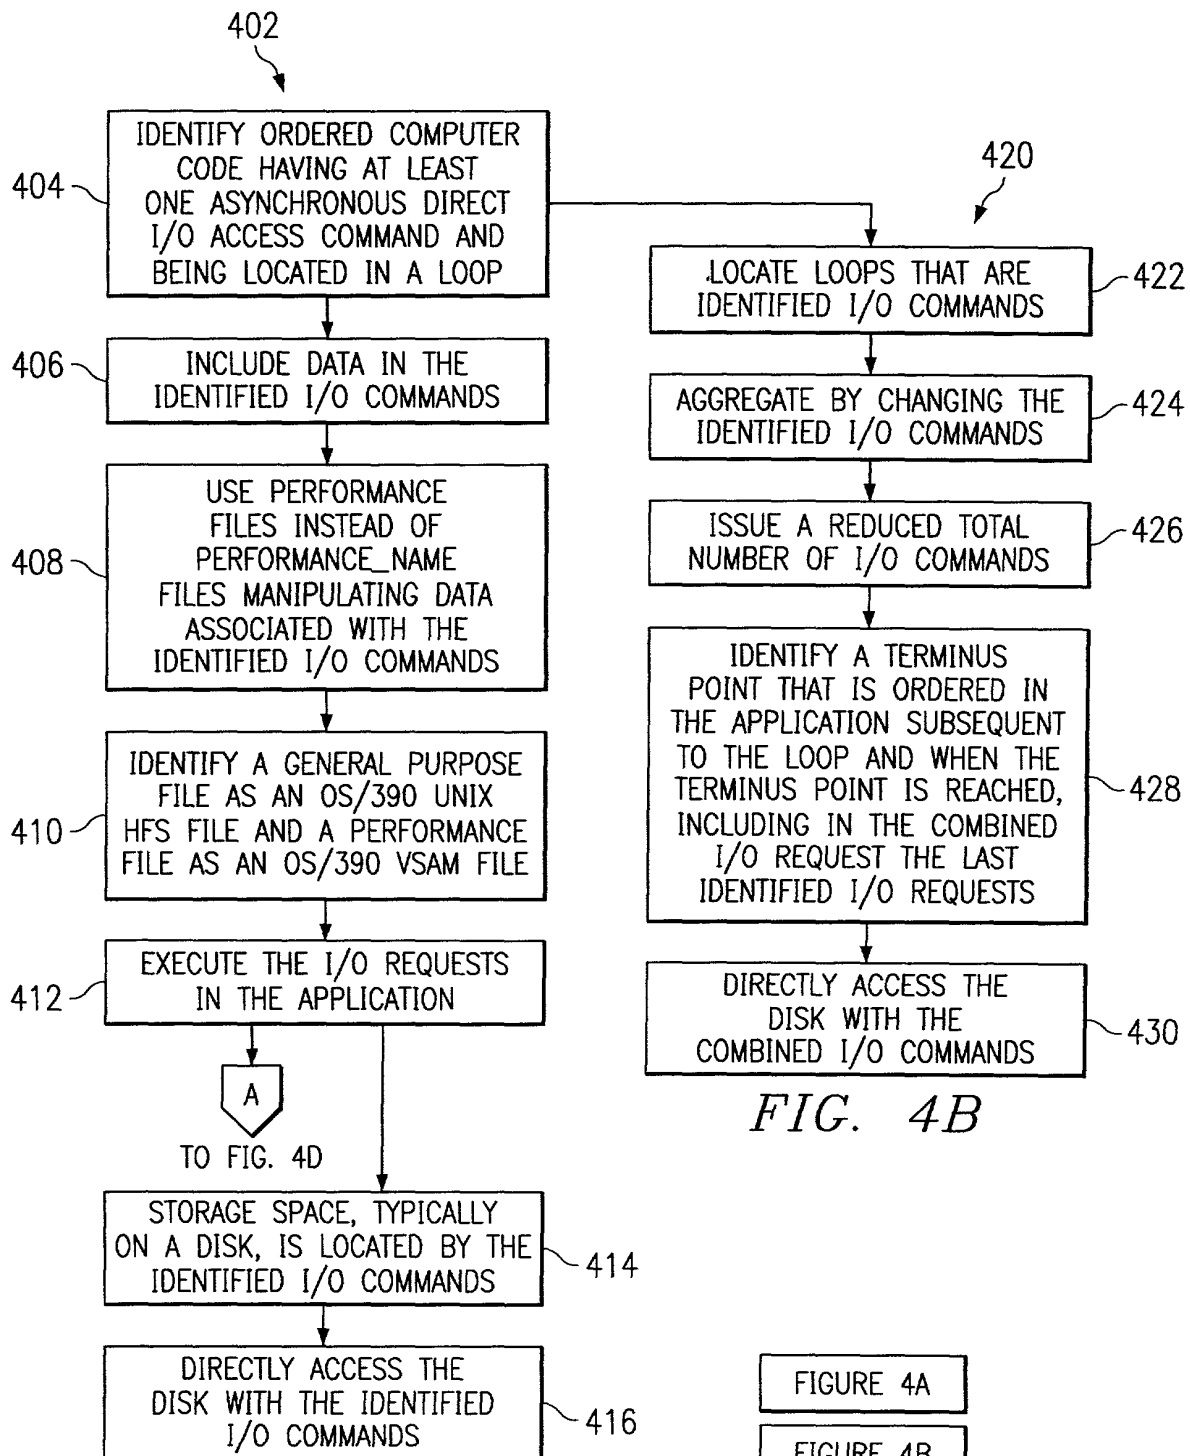 402
404
IDENTIFY ORDERED COMPUTER
CODE HAVING AT LEAST
ONE ASYNCHRONOUS DIRECT
I/O ACCESS COMMAND AND
BEING LOCATED IN A LOOP
406
INCLUDE DATA IN THE
IDENTIFIED I/O COMMANDS
408
USE PERFORMANCE
FILES INSTEAD OF
PERFORMANCE_NAME
FILES MANIPULATING DATA
ASSOCIATED WITH THE
IDENTIFIED I/O COMMANDS
410
IDENTIFY A GENERAL PURPOSE
FILE AS AN OS/390 UNIX
HFS FILE AND A PERFORMANCE
FILE AS AN OS/390 VSAM FILE
412
EXECUTE THE I/O REQUESTS
IN THE APPLICATION
A
TO FIG. 4D
STORAGE SPACE, TYPICALLY
ON A DISK, IS LOCATED BY THE
IDENTIFIED I/O COMMANDS
414
DIRECTLY ACCESS THE
DISK WITH THE IDENTIFIED
I/O COMMANDS
416
420
LOCATE LOOPS THAT ARE
IDENTIFIED I/O COMMANDS
422
AGGREGATE BY CHANGING THE
IDENTIFIED I/O COMMANDS
424
ISSUE A REDUCED TOTAL
NUMBER OF I/O COMMANDS
426
IDENTIFY A TERMINUS
POINT THAT IS ORDERED IN
THE APPLICATION SUBSEQUENT
TO THE LOOP AND WHEN THE
TERMINUS POINT IS REACHED,
INCLUDING IN THE COMBINED
I/O REQUEST THE LAST
IDENTIFIED I/O REQUESTS
428
DIRECTLY ACCESS THE
DISK WITH THE
COMBINED I/O COMMANDS
430
FIG. 4B
FIGURE 4A
FIGURE 4B